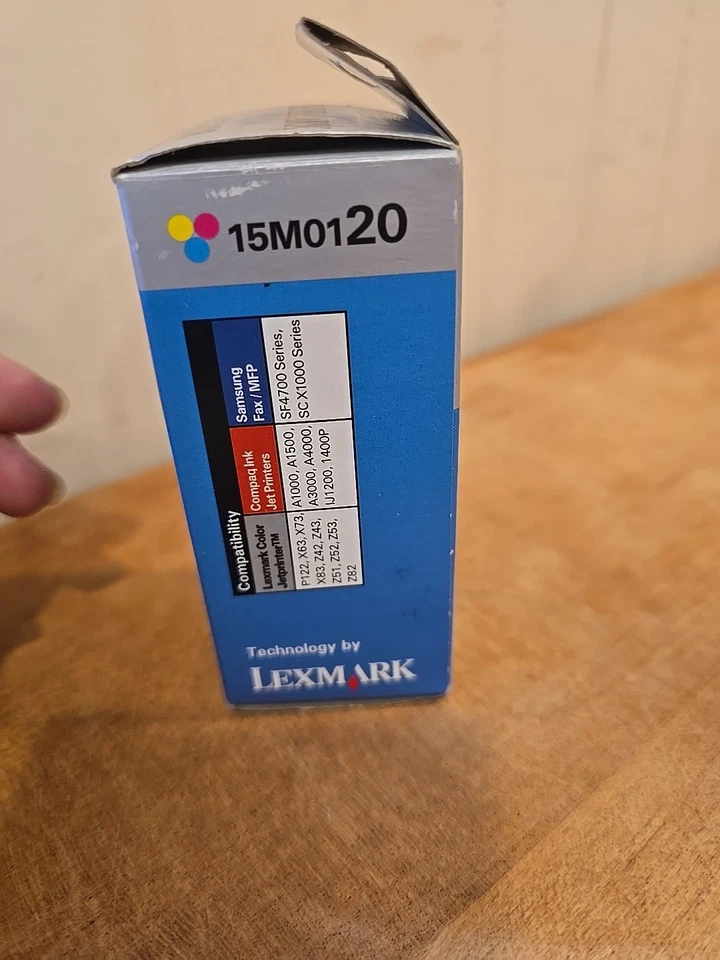 15M0120
Compatibility
Lexmark Color
Jetprinter™
P122, X63, X73,
X83, Z42, Z43,
Z51, Z52, Z53,
Z82
Compaq Ink
Jet Printers
A1000, A1500,
A3000, A4000,
IJ1200, 1400P
Samsung
Fax / MFP
SF4700 Series,
SCX1000 Series
Technology by
LEXMARK